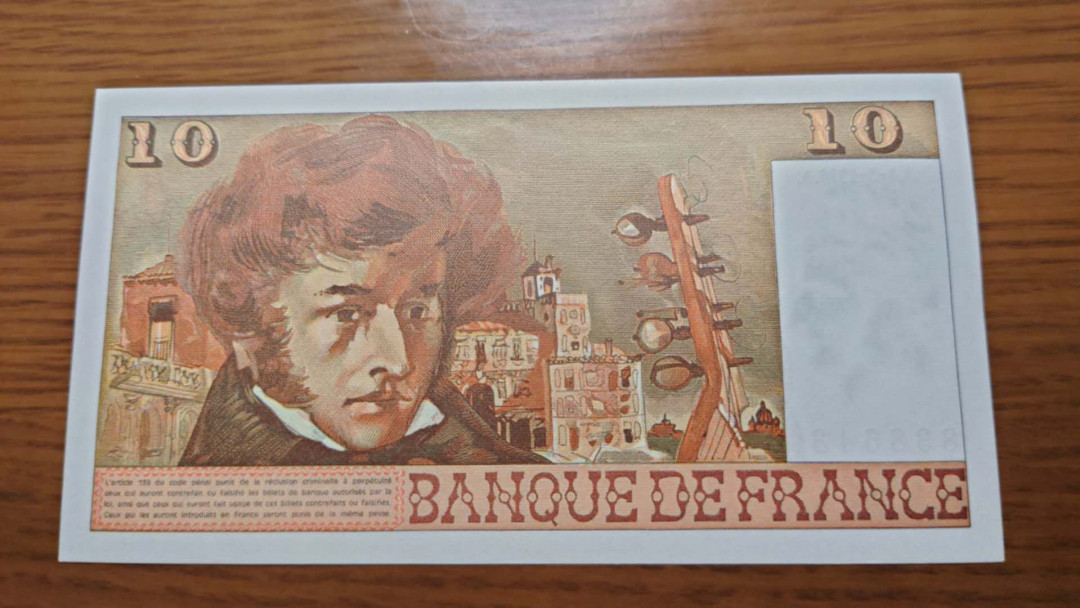 10
10
L'article 139 du code pénal punit de la réclusion criminelle à perpétuité
ceux qui auront contrefait ou falsifié les billets de banque autorisés par la
loi, ainsi que ceux qui auront fait usage de ces billets contrefaits ou falsifiés.
Ceux qui les auront introduits en France seront punis de la même peine.
BANQUE DE FRANCE